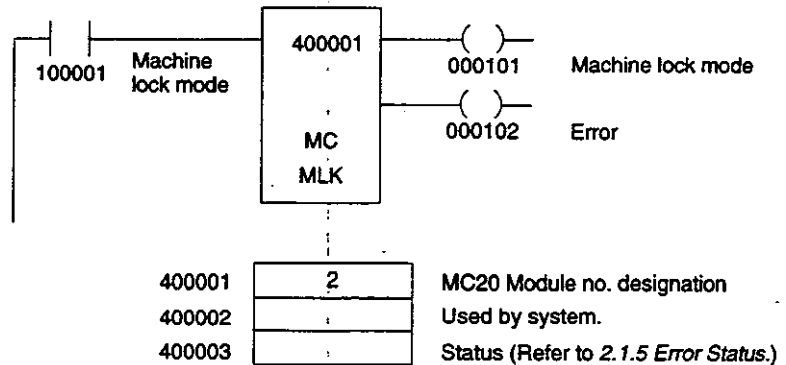 400001
100001
Machine
lock mode
000101
Machine lock mode
000102
Error
MC
MLK
400001
2
MC20 Module no. designation
400002
Used by system.
400003
Status (Refer to 2.1.5 Error Status.)